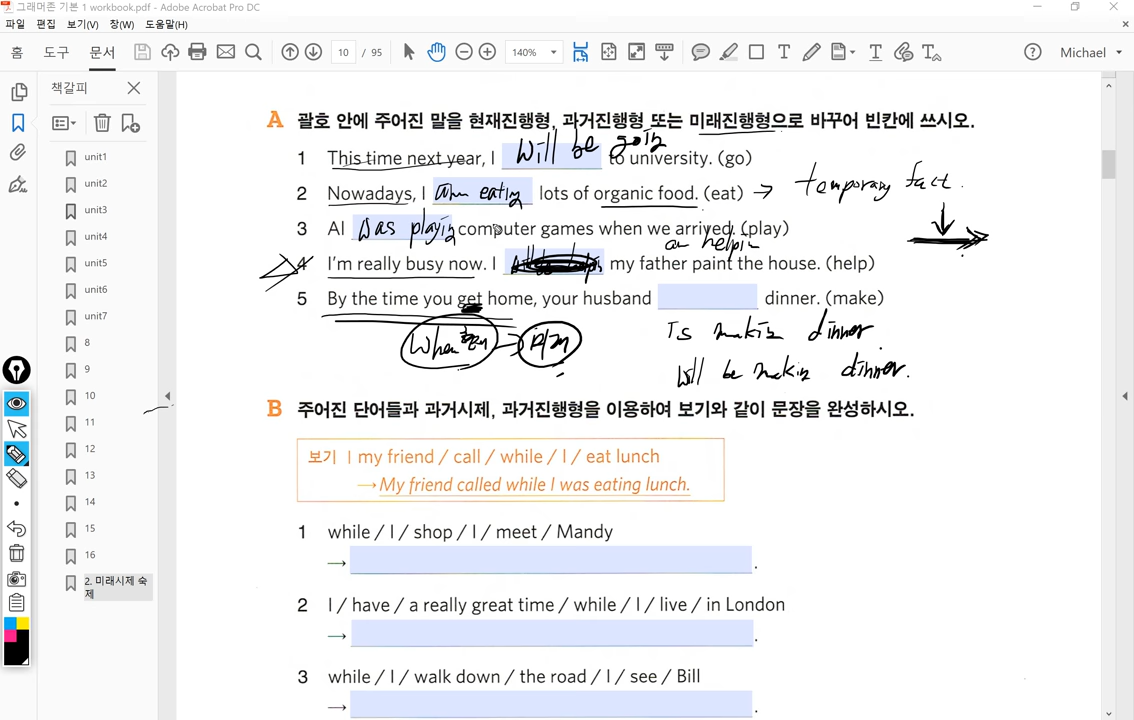 그래머존 기본 1 workbook.pdf - Adobe Acrobat Pro DC
파일 편집 보기(V) 창(W) 도움말(H)
홈 도구 문서 10 / 95 140% Michael
책갈피
unit1
unit2
unit3
unit4
unit5
unit6
unit7
8
9
10
11
12
13
14
15
16
2. 미래시제 숙
제
A 괄호 안에 주어진 말을 현재진행형, 과거진행형 또는 미래진행형으로 바꾸어 빈칸에 쓰시오.
1 This time next year, I will be going to university. (go)
2 Nowadays, I eating lots of organic food. (eat) → temporary fact.
3 Al was playing computer games when we arrived. (play)
am helpin
4 I'm really busy now. I my father paint the house. (help)
5 By the time you get home, your husband dinner. (make)
When
is makin dinner.
will be makin dinner.
B 주어진 단어들과 과거시제, 과거진행형을 이용하여 보기와 같이 문장을 완성하시오.
보기 | my friend / call / while / I / eat lunch
→ My friend called while I was eating lunch.
1 while / I / shop / I / meet / Mandy
→ .
2 I / have / a really great time / while / I / live / in London
→ .
3 while / I / walk down / the road / I / see / Bill
→ .